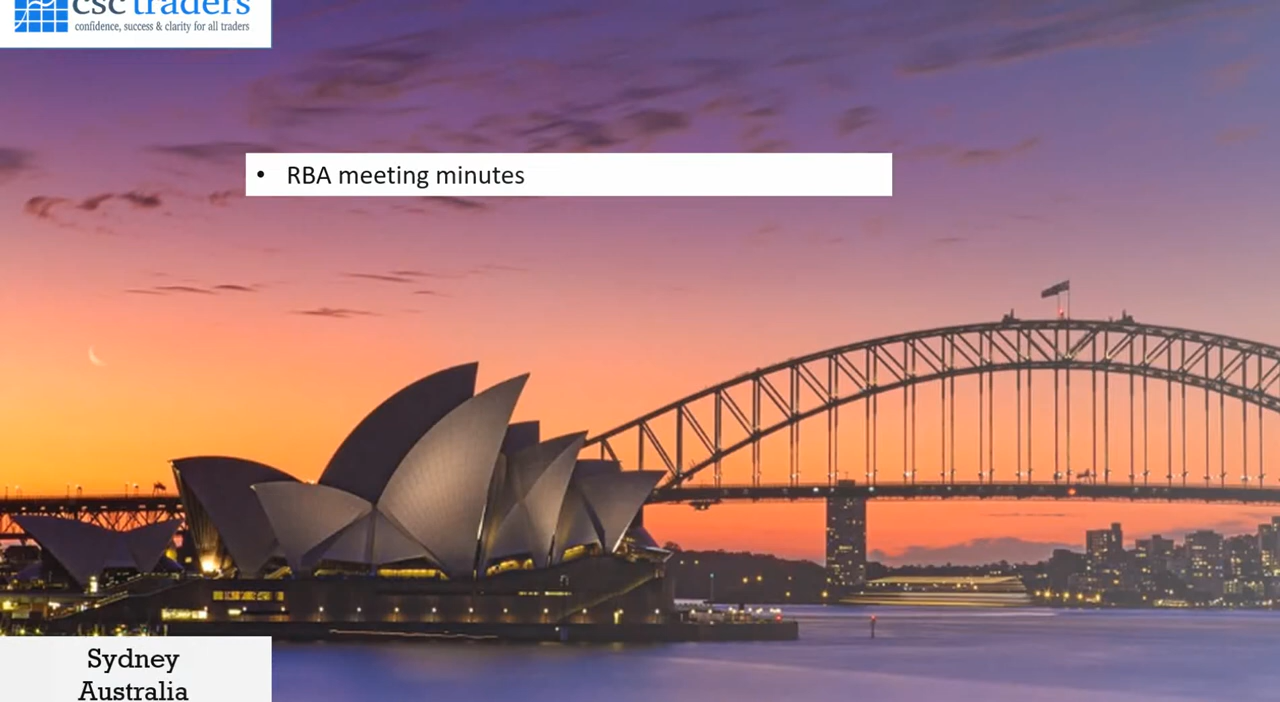 csc traders
confidence, success & clarity for all traders
• RBA meeting minutes
Sydney
Australia